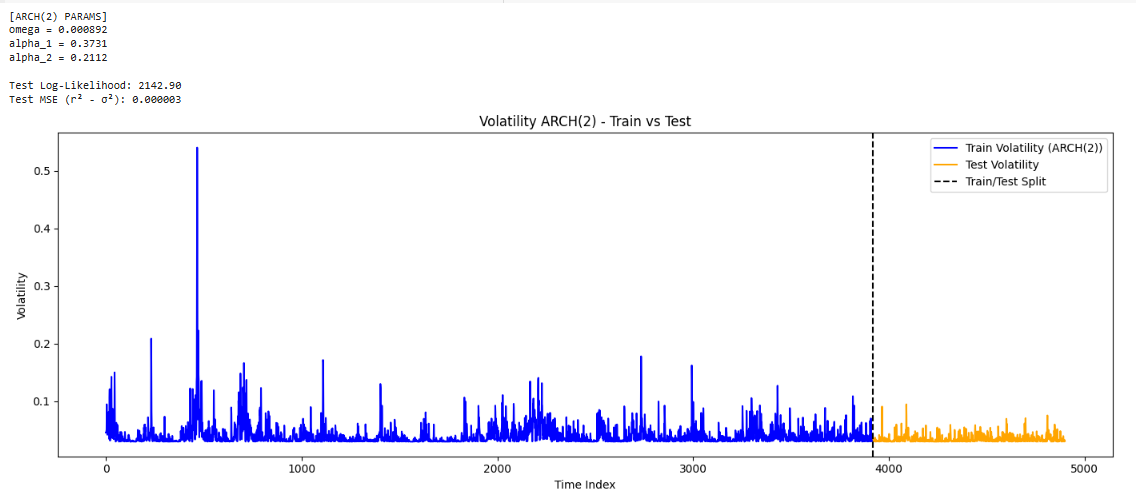 [ARCH(2) PARAMS]
omega = 0.000892
alpha_1 = 0.3731
alpha_2 = 0.2112
Test Log-Likelihood: 2142.90
Test MSE (r² - σ²): 0.000003
Volatility ARCH(2) - Train vs Test
Train Volatility (ARCH(2))
Test Volatility
Train/Test Split
Volatility
0.5
0.4
0.3
0.2
0.1
0
1000
2000
3000
4000
5000
Time Index